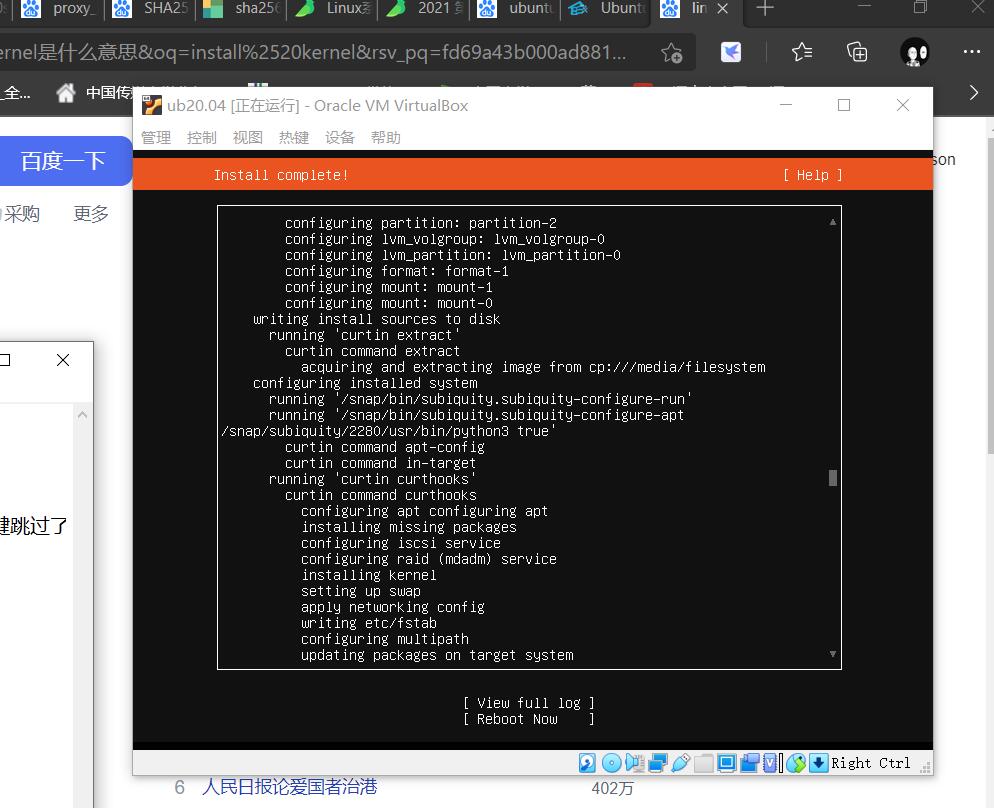 proxy_
SHA25
sha256
Linux系
2021
ubuntu
Ubunt
lin
ernel是什么意思&oq=install%2520kernel&rsv_pq=fd69a43b000ad881...
全...
中国传
son
百度一下
采购
更多
键跳过了
ub20.04 [正在运行] - Oracle VM VirtualBox
管理 控制 视图 热键 设备 帮助
Install complete! [ Help ]
configuring partition: partition-2
configuring lvm_volgroup: lvm_volgroup-0
configuring lvm_partition: lvm_partition-0
configuring format: format-1
configuring mount: mount-1
configuring mount: mount-0
writing install sources to disk
running 'curtin extract'
curtin command extract
acquiring and extracting image from cp:///media/filesystem
configuring installed system
running '/snap/bin/subiquity.subiquity-configure-run'
running '/snap/bin/subiquity.subiquity-configure-apt
/snap/subiquity/2280/usr/bin/python3 true'
curtin command apt-config
curtin command in-target
running 'curtin curthooks'
curtin command curthooks
configuring apt configuring apt
installing missing packages
configuring iscsi service
configuring raid (mdadm) service
installing kernel
setting up swap
apply networking config
writing etc/fstab
configuring multipath
updating packages on target system
[ View full log ]
[ Reboot Now ]
Right Ctrl
6 人民日报论爱国者治港 402万